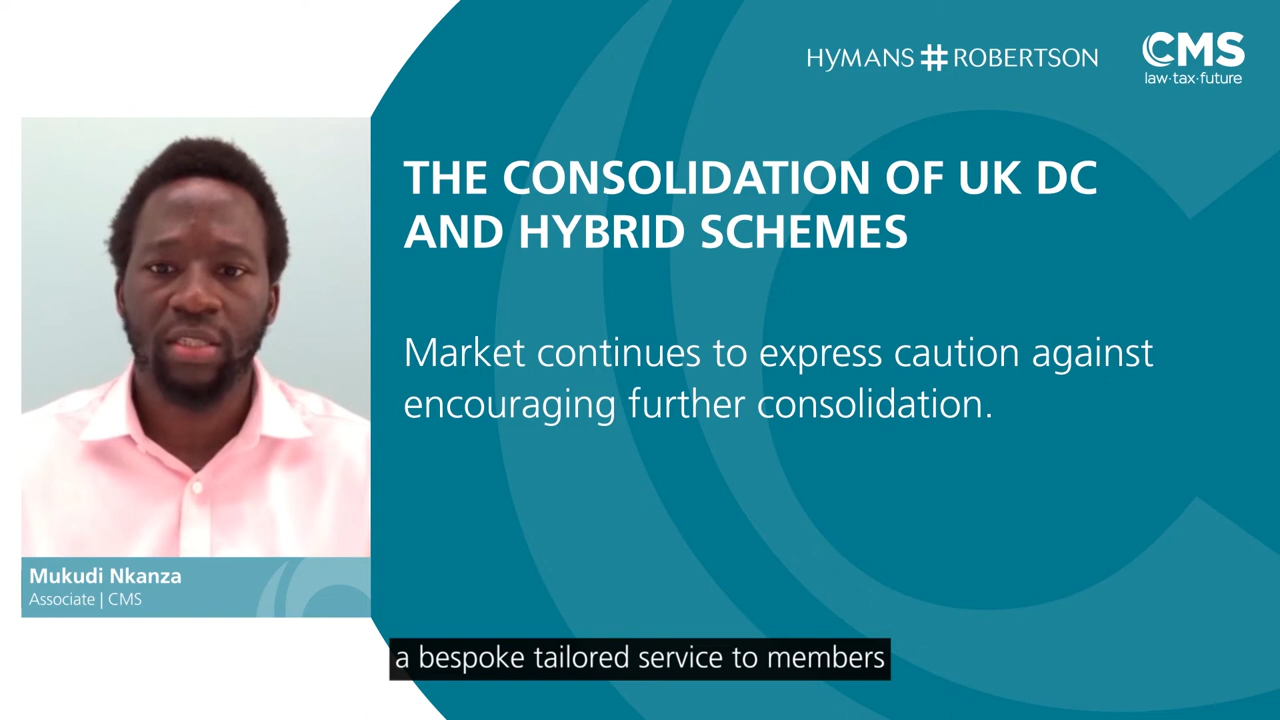 HYMANS # ROBERTSON
CMS
law·tax·future
THE CONSOLIDATION OF UK DC
AND HYBRID SCHEMES
Market continues to express caution against
encouraging further consolidation.
Mukudi Nkanza
Associate | CMS
a bespoke tailored service to members